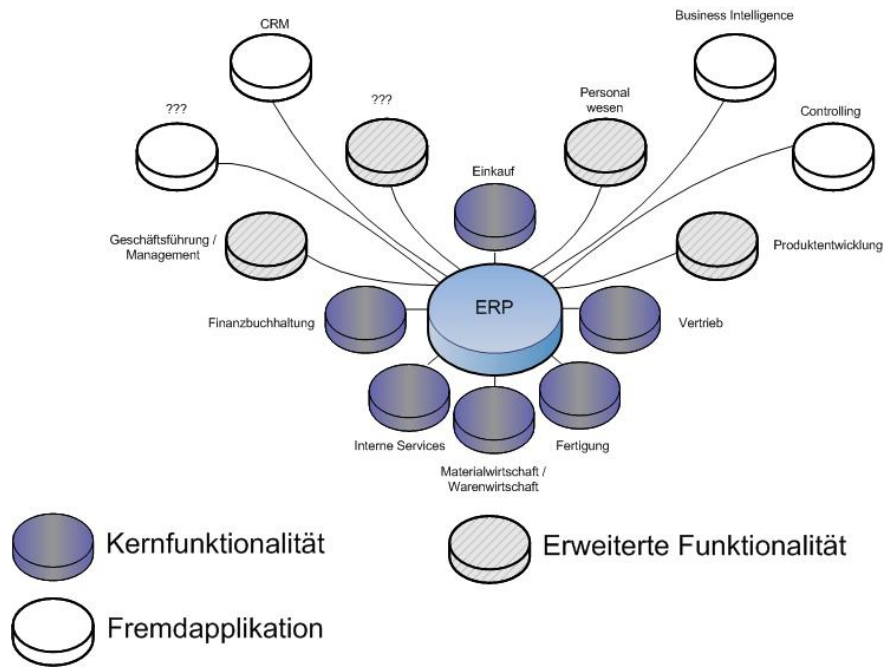 CRM
Business Intelligence
???
???
Personal
wesen
Controlling
Einkauf
Geschäftsführung /
Management
Produktentwicklung
ERP
Finanzbuchhaltung
Vertrieb
Interne Services
Fertigung
Materialwirtschaft /
Warenwirtschaft
Kernfunktionalität
Erweiterte Funktionalität
Fremdapplikation